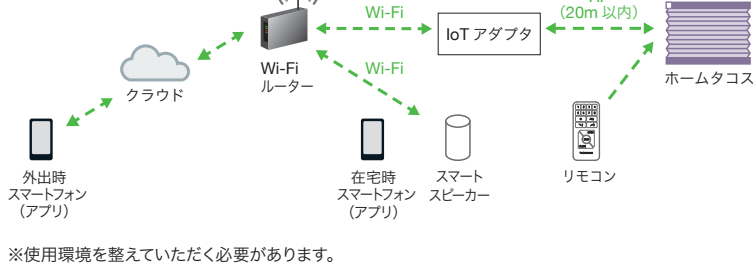 Wi-Fi
（20m 以内）
IoT アダプタ
Wi-Fi
ルーター
Wi-Fi
ホームタコス
クラウド
外出時
スマートフォン
（アプリ）
在宅時
スマートフォン
（アプリ）
スマート
スピーカー
リモコン
※使用環境を整えていただく必要があります。